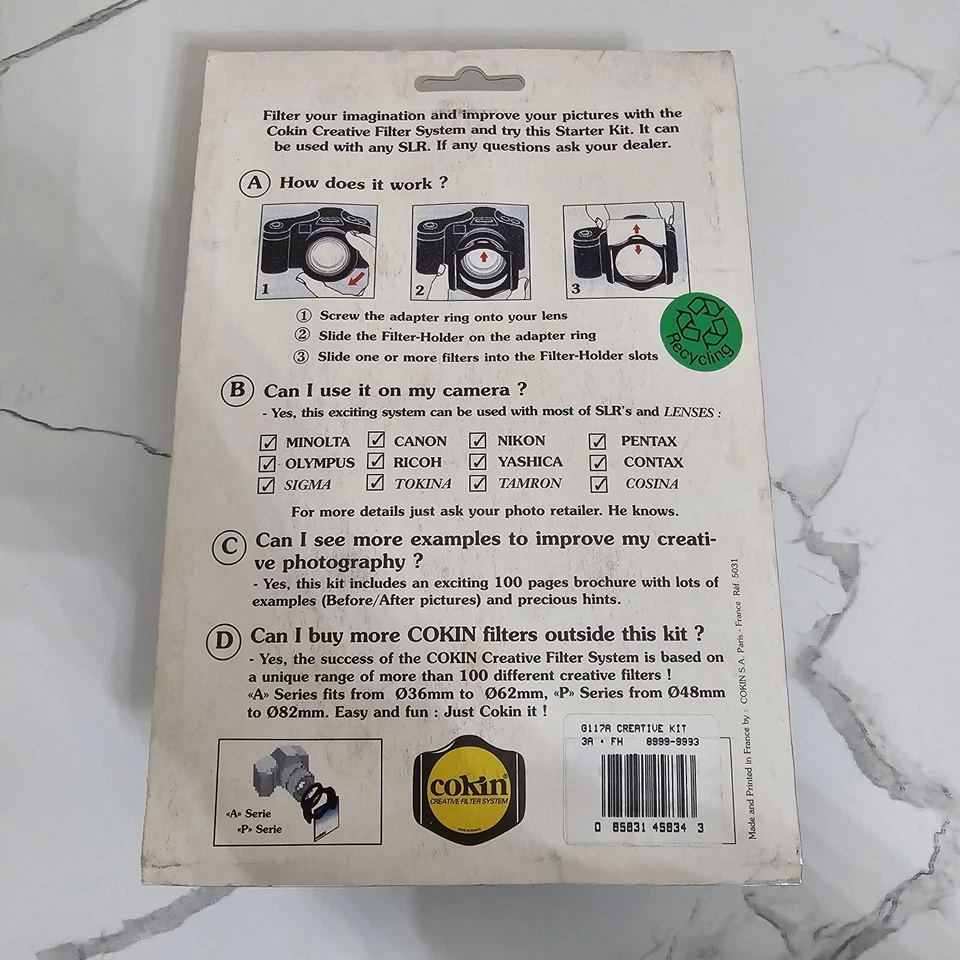 Filter your imagination and improve your pictures with the
Cokin Creative Filter System and try this Starter Kit. It can
be used with any SLR. If any questions ask your dealer.
A How does it work ?
1 2 3
① Screw the adapter ring onto your lens
② Slide the Filter-Holder on the adapter ring
③ Slide one or more filters into the Filter-Holder slots
Recycling
B Can I use it on my camera ?
- Yes, this exciting system can be used with most of SLR's and LENSES :
☑ MINOLTA ☑ CANON ☑ NIKON ☑ PENTAX
☑ OLYMPUS ☑ RICOH ☑ YASHICA ☑ CONTAX
☑ SIGMA ☑ TOKINA ☑ TAMRON ☑ COSINA
For more details just ask your photo retailer. He knows.
C Can I see more examples to improve my creati-
ve photography ?
- Yes, this kit includes an exciting 100 pages brochure with lots of
examples (Before/After pictures) and precious hints.
D Can I buy more COKIN filters outside this kit ?
- Yes, the success of the COKIN Creative Filter System is based on
a unique range of more than 100 different creative filters !
«A» Series fits from Ø36mm to Ø62mm, «P» Series from Ø48mm
to Ø82mm. Easy and fun : Just Cokin it !
«A» Serie
«P» Serie
cokin®
CREATIVE FILTER SYSTEM
G117A CREATIVE KIT
3A • FH 8999-9993
0 85831 45834 3
Made and Printed in France by : COKIN S.A. Paris - France Réf. 5031